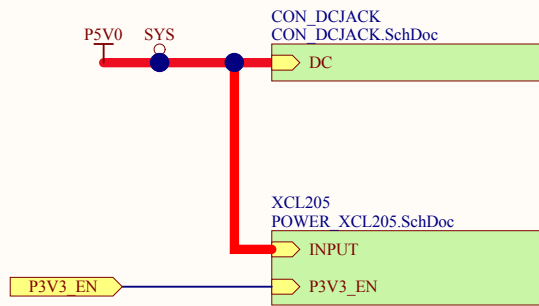 CON_DCJACK
P5V0 SYS CON_DCJACK.SchDoc
DC
XCL205
POWER_XCL205.SchDoc
INPUT
P3V3_EN P3V3_EN